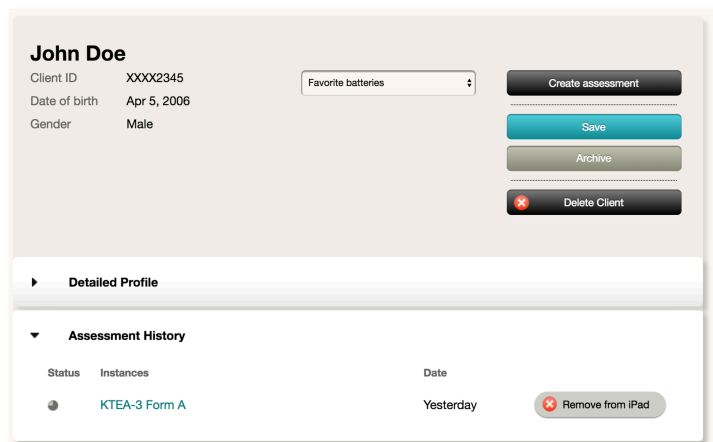 John Doe
Client ID XXXX2345
Favorite batteries
Create assessment
Date of birth Apr 5, 2006
Gender Male
Save
Archive
Delete Client
Detailed Profile
Assessment History
Status Instances Date
KTEA-3 Form A Yesterday Remove from iPad